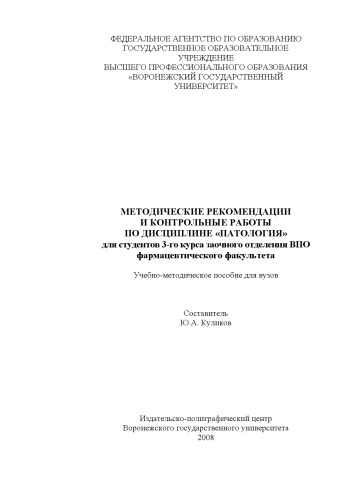 ФЕДЕРАЛЬНОЕ АГЕНТСТВО ПО ОБРАЗОВАНИЮ
ГОСУДАРСТВЕННОЕ ОБРАЗОВАТЕЛЬНОЕ
УЧРЕЖДЕНИЕ
ВЫСШЕГО ПРОФЕССИОНАЛЬНОГО ОБРАЗОВАНИЯ
«ВОРОНЕЖСКИЙ ГОСУДАРСТВЕННЫЙ
УНИВЕРСИТЕТ»
МЕТОДИЧЕСКИЕ РЕКОМЕНДАЦИИ
И КОНТРОЛЬНЫЕ РАБОТЫ
ПО ДИСЦИПЛИНЕ «ПАТОЛОГИЯ»
для студентов 3-го курса заочного отделения ВПО
фармацевтического факультета
Учебно-методическое пособие для вузов
Составитель
Ю.А. Куликов
Издательско-полиграфический центр
Воронежского государственного университета
2008